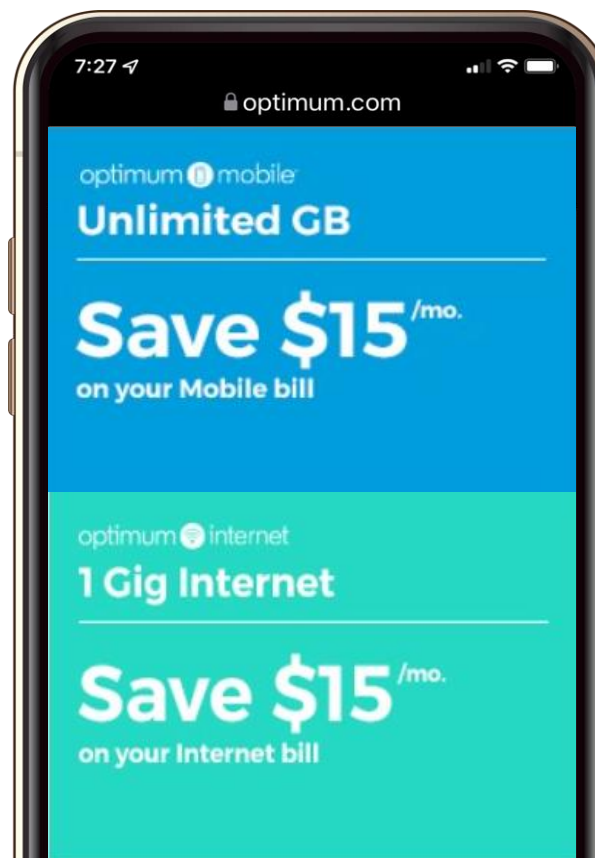 7:27
optimum.com
optimum mobile
Unlimited GB
Save $15/mo.
on your Mobile bill
optimum internet
1 Gig Internet
Save $15/mo.
on your Internet bill